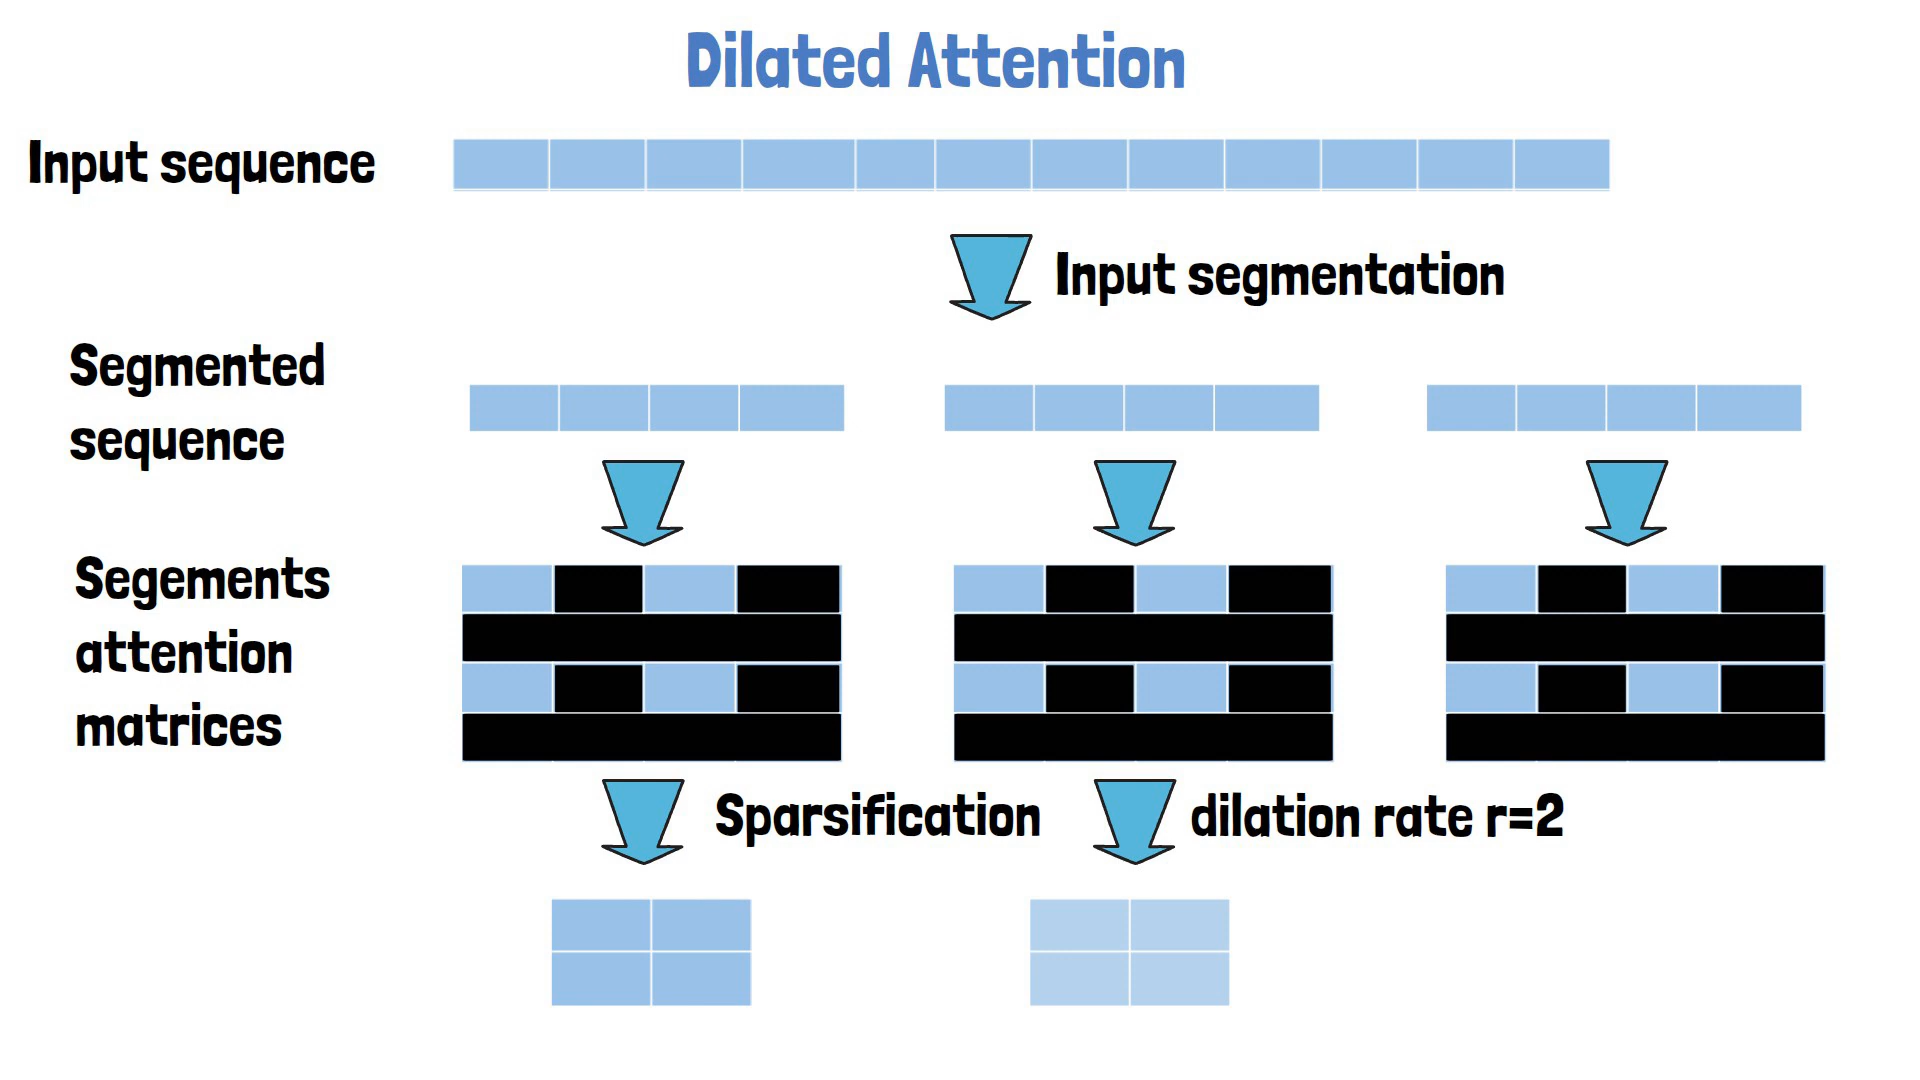 Dilated Attention
Input sequence
Input segmentation
Segmented
sequence
Segements
attention
matrices
Sparsification
dilation rate r=2